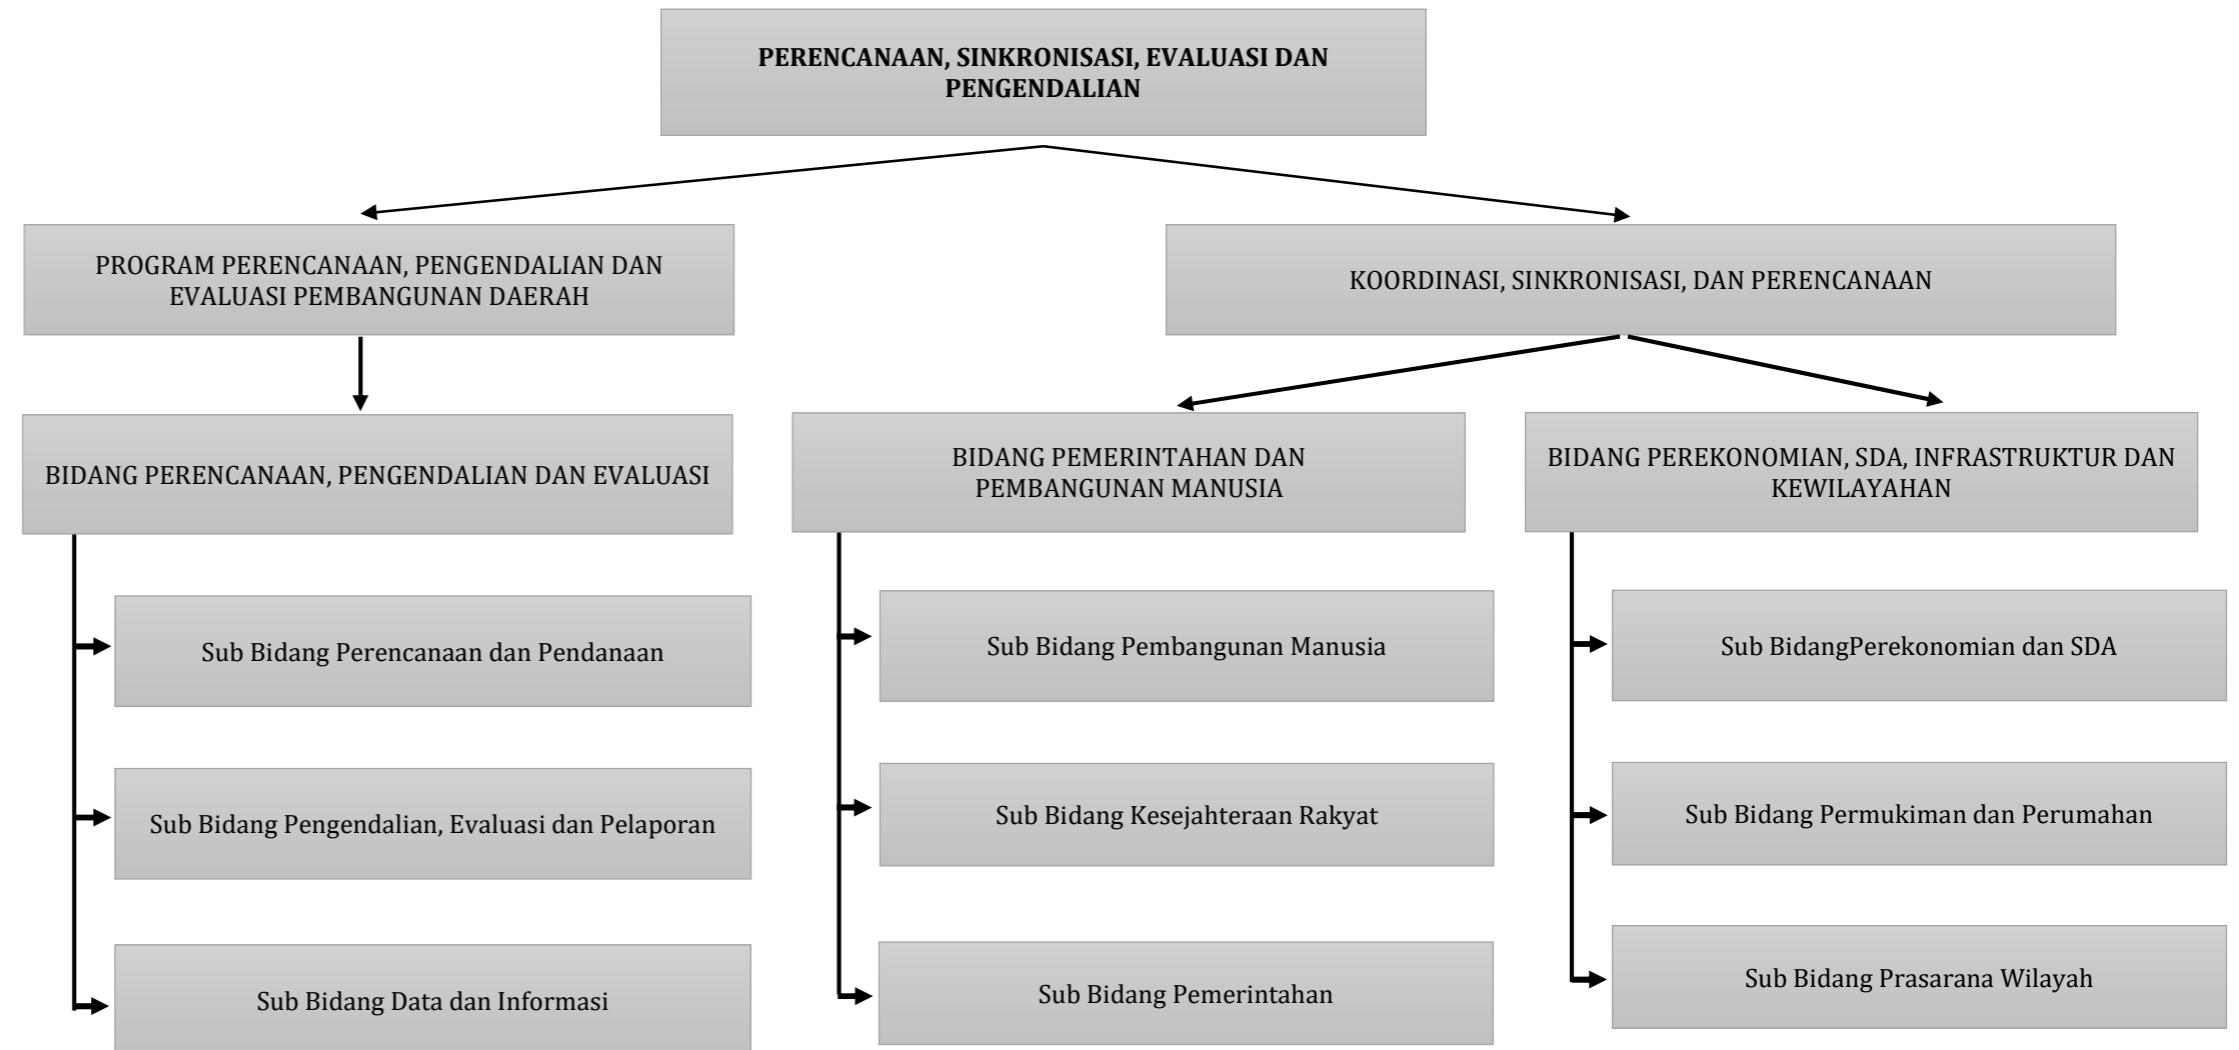 PERENCANAAN, SINKRONISASI, EVALUASI DAN
PENGENDALIAN
PROGRAM PERENCANAAN, PENGENDALIAN DAN
EVALUASI PEMBANGUNAN DAERAH
KOORDINASI, SINKRONISASI, DAN PERENCANAAN
BIDANG PERENCANAAN, PENGENDALIAN DAN EVALUASI
BIDANG PEMERINTAHAN DAN
PEMBANGUNAN MANUSIA
BIDANG PEREKONOMIAN, SDA, INFRASTRUKTUR DAN
KEWILAYAHAN
Sub Bidang Perencanaan dan Pendanaan
Sub Bidang Pembangunan Manusia
Sub BidangPerekonomian dan SDA
Sub Bidang Pengendalian, Evaluasi dan Pelaporan
Sub Bidang Kesejahteraan Rakyat
Sub Bidang Permukiman dan Perumahan
Sub Bidang Data dan Informasi
Sub Bidang Pemerintahan
Sub Bidang Prasarana Wilayah